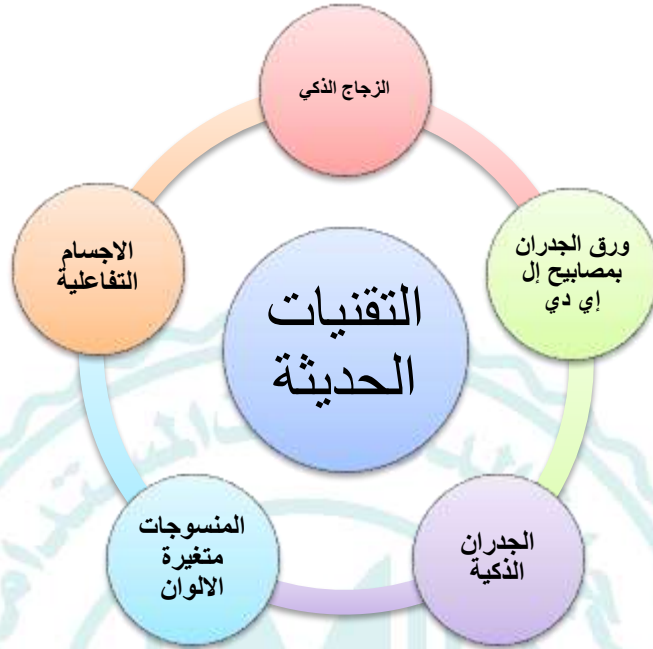 الزجاج الذكي
ورق الجدران
بمصابيح إل
إي دي
الجدران
الذكية
المنسوجات
متغيرة
الالوان
الاجسام
التفاعلية
التقنيات
الحديثة